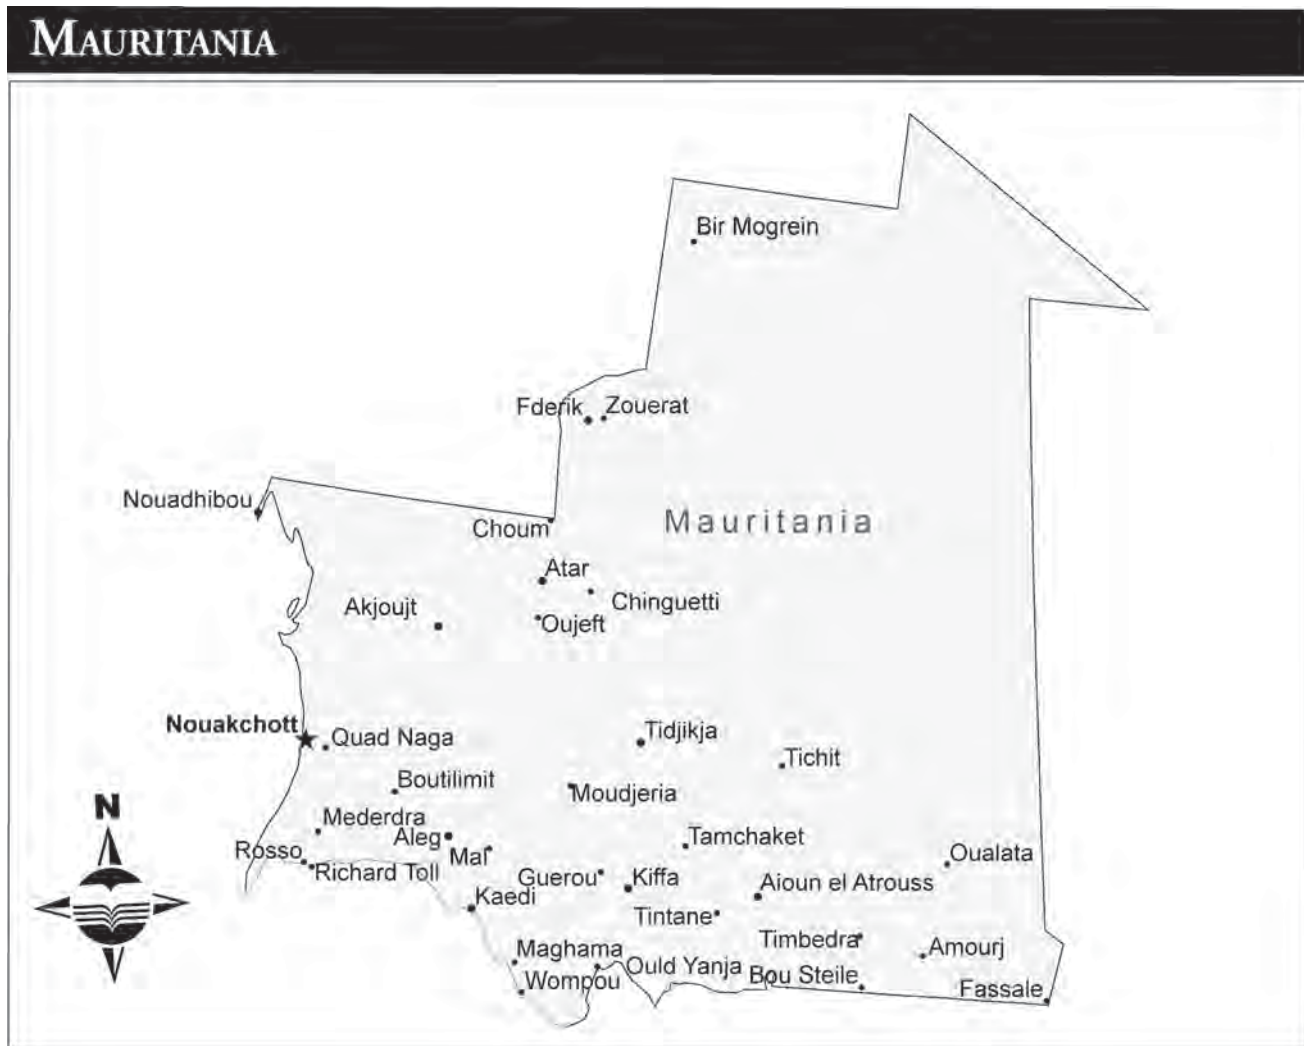 MAURITANIA
Bir Mogrein
Fderik Zouerat
Nouadhibou
Choum
Mauritania
Atar
Chinguetti
Akjoujt
Oujeft
Nouakchott
Quad Naga
Tidjikja
Tichit
Boutilimit
Moudjeria
N
Mederdra
Aleg
Tamchaket
Rosso
Mal
Oualata
Richard Toll
Guerou
Kiffa
Aioun el Atrouss
Kaedi
Tintane
Timbedra
Amourj
Maghama
Ould Yanja
Bou Steile
Wompou
Fassale